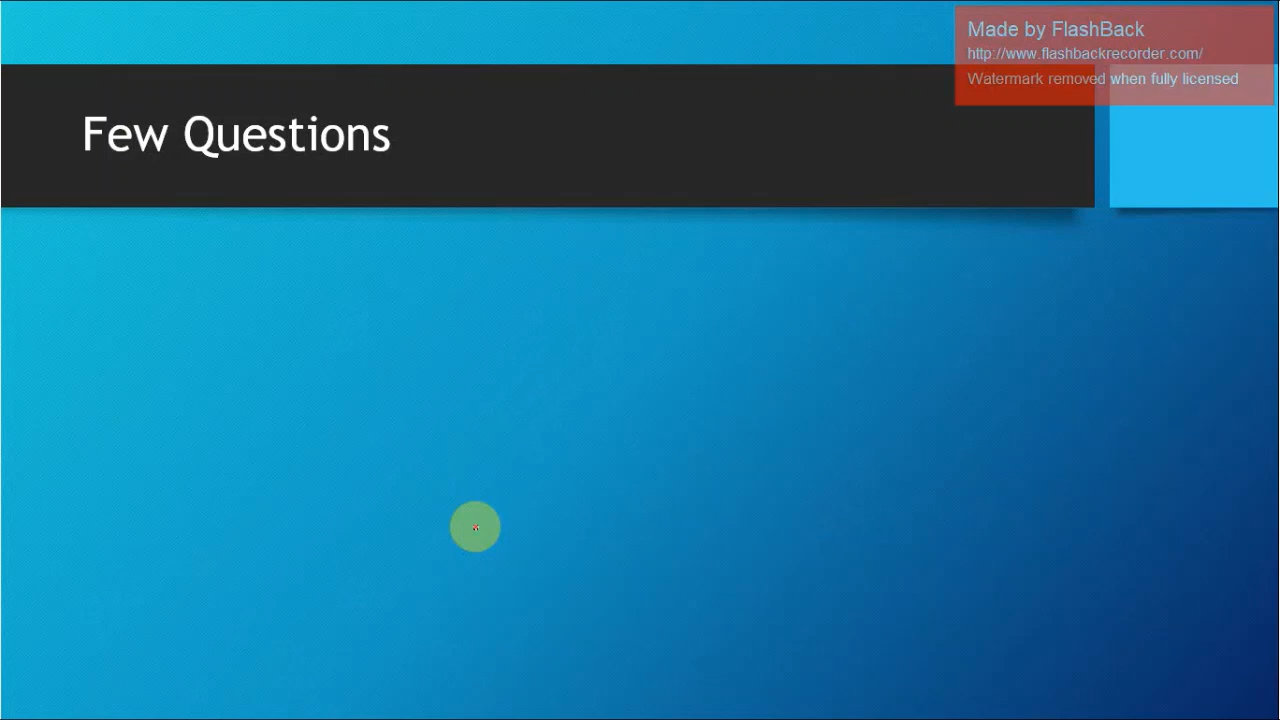 Made by FlashBack
http://www.flashbackrecorder.com/
Watermark removed when fully licensed
Few Questions